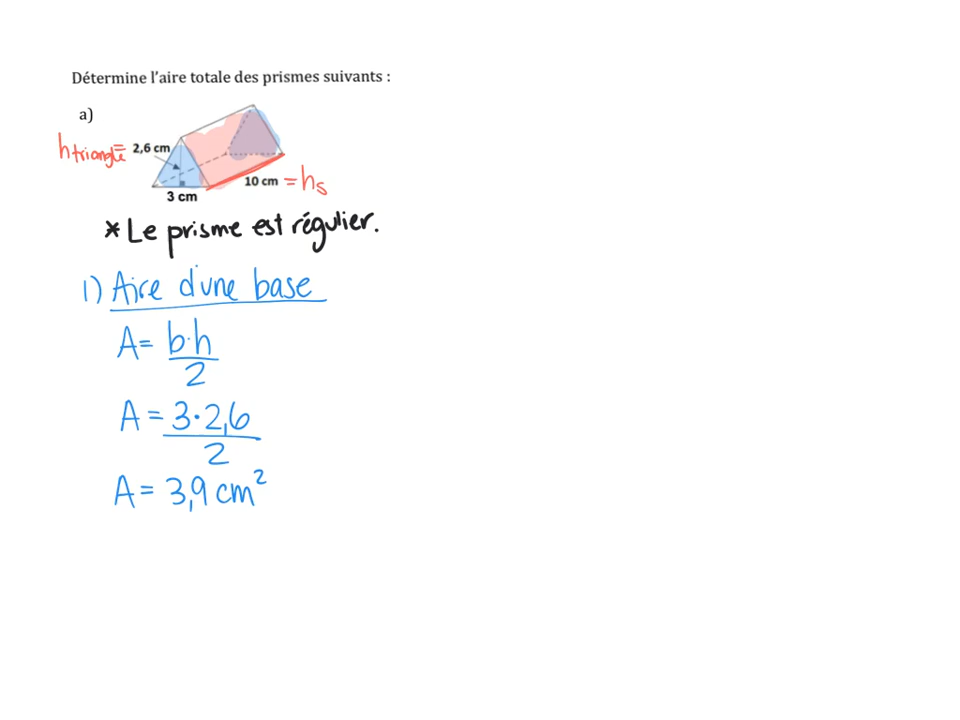 Détermine l'aire totale des prismes suivants :
a)
h triangle = 2,6 cm
10 cm = hs
3 cm
* Le prisme est régulier.
1) Aire d'une base
A = b·h
2
A = 3·2,6
2
A = 3,9 cm²